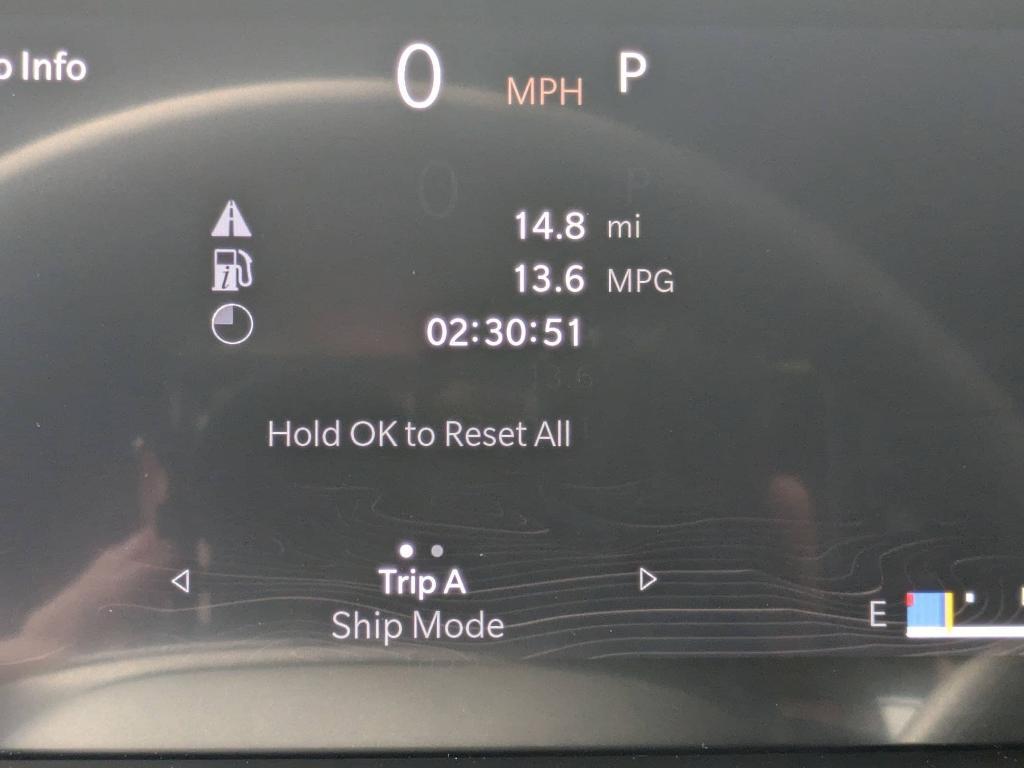 o Info
0 MPH P
14.8 mi
13.6 MPG
02:30:51
Hold OK to Reset All
Trip A
Ship Mode
E